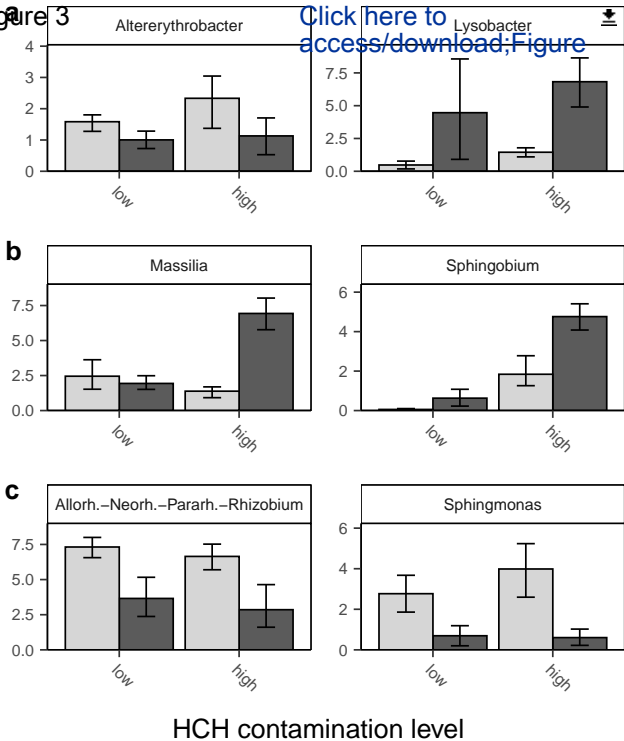 gure 3
a
Click here to
access/download;Figure
Altererythrobacter
Lysobacter
4
3
2
1
0
7.5
5.0
2.5
0.0
low
high
low
high
b
Massilia
Sphingobium
7.5
5.0
2.5
0.0
6
4
2
0
low
high
low
high
c
Allorh.−Neorh.−Pararh.−Rhizobium
Sphingmonas
7.5
5.0
2.5
0.0
6
4
2
0
low
high
low
high
HCH contamination level